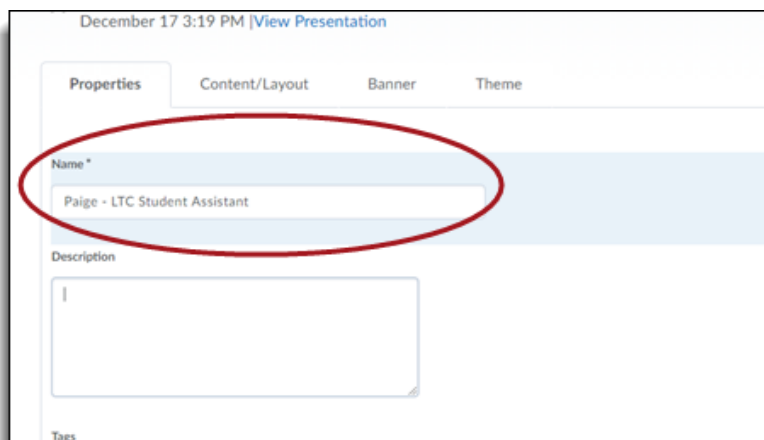 December 17 3:19 PM |View Presentation
Properties Content/Layout Banner Theme
Name *
Paige - LTC Student Assistant
Description
Tags